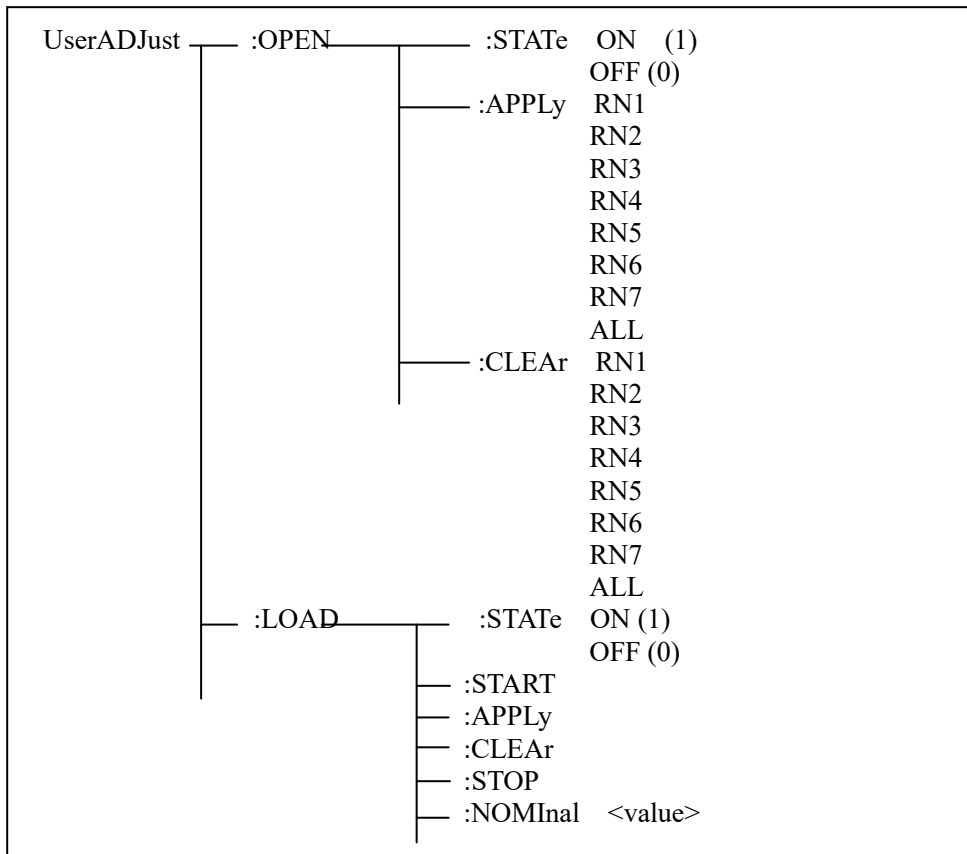 UserADJust :OPEN :STATe ON (1)
OFF (0)
:APPLy RN1
RN2
RN3
RN4
RN5
RN6
RN7
ALL
:CLEAr RN1
RN2
RN3
RN4
RN5
RN6
RN7
ALL
:LOAD :STATe ON (1)
OFF (0)
:START
:APPLy
:CLEAr
:STOP
:NOMInal <value>